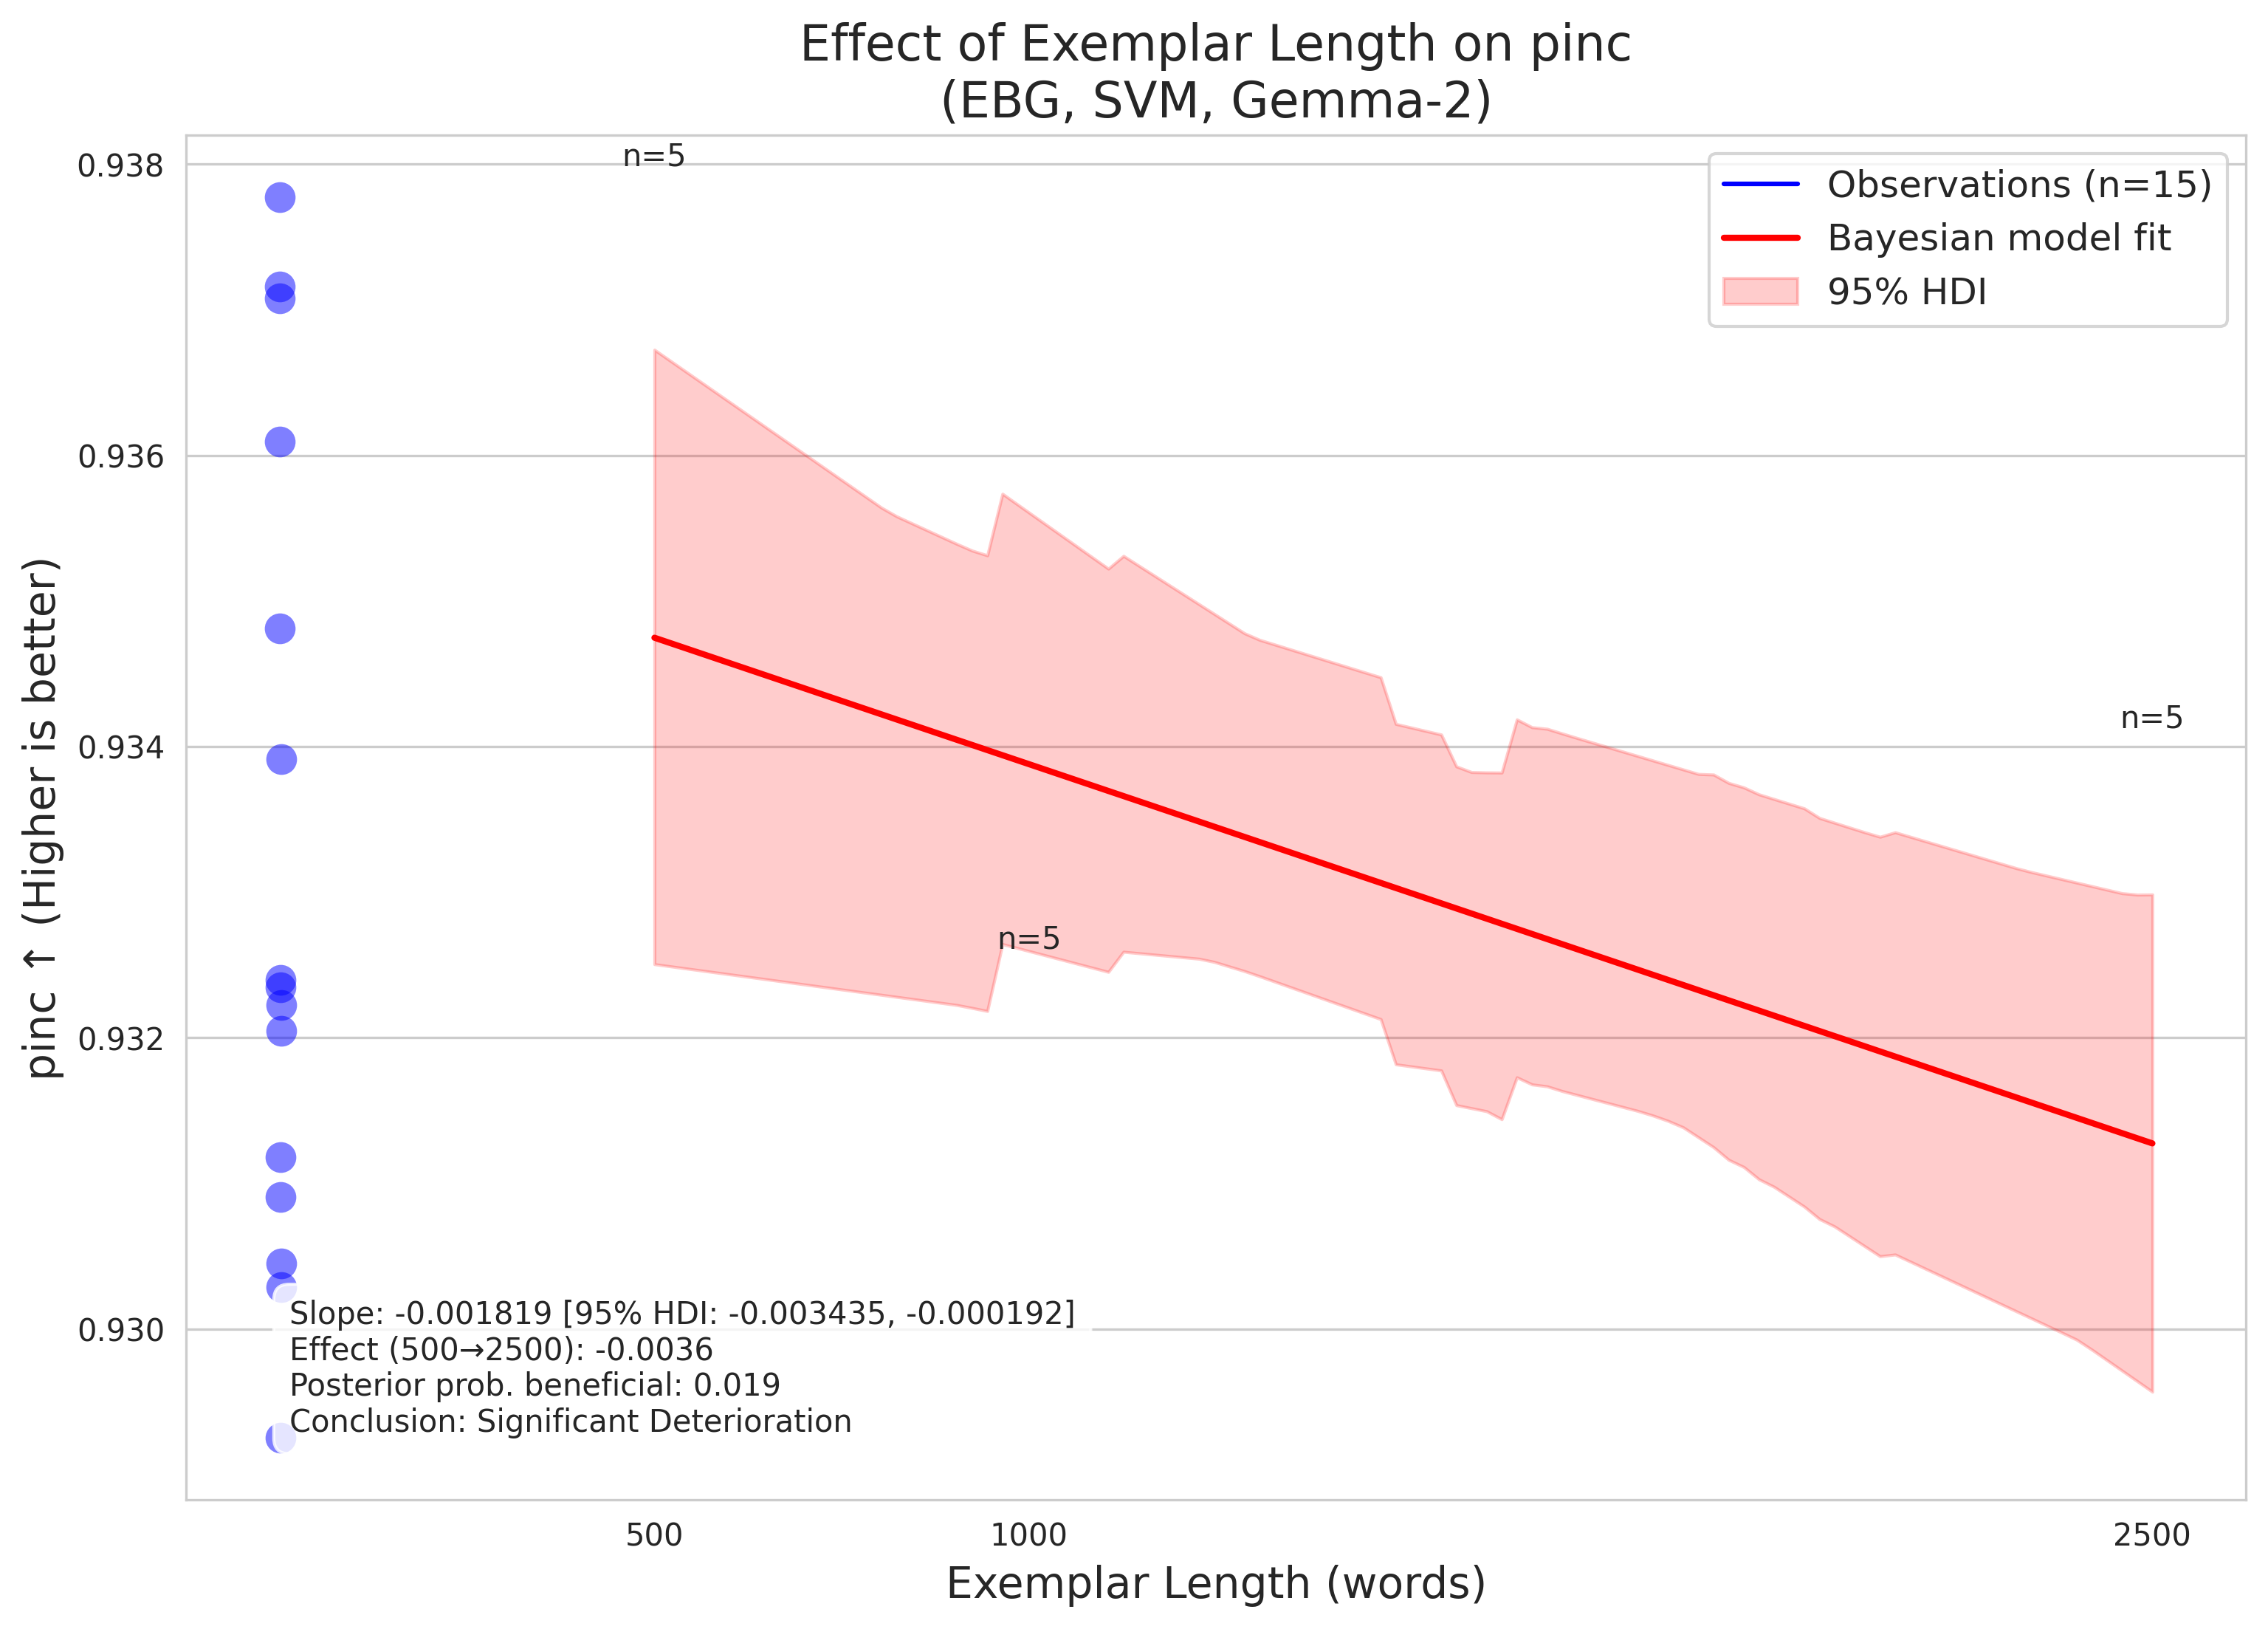 Effect of Exemplar Length on pinc
(EBG, SVM, Gemma-2)
pinc ↑ (Higher is better)
0.938
0.936
0.934
0.932
0.930
n=5
n=5
n=5
Observations (n=15)
Bayesian model fit
95% HDI
Slope: -0.001819 [95% HDI: -0.003435, -0.000192]
Effect (500→2500): -0.0036
Posterior prob. beneficial: 0.019
Conclusion: Significant Deterioration
500
1000
2500
Exemplar Length (words)